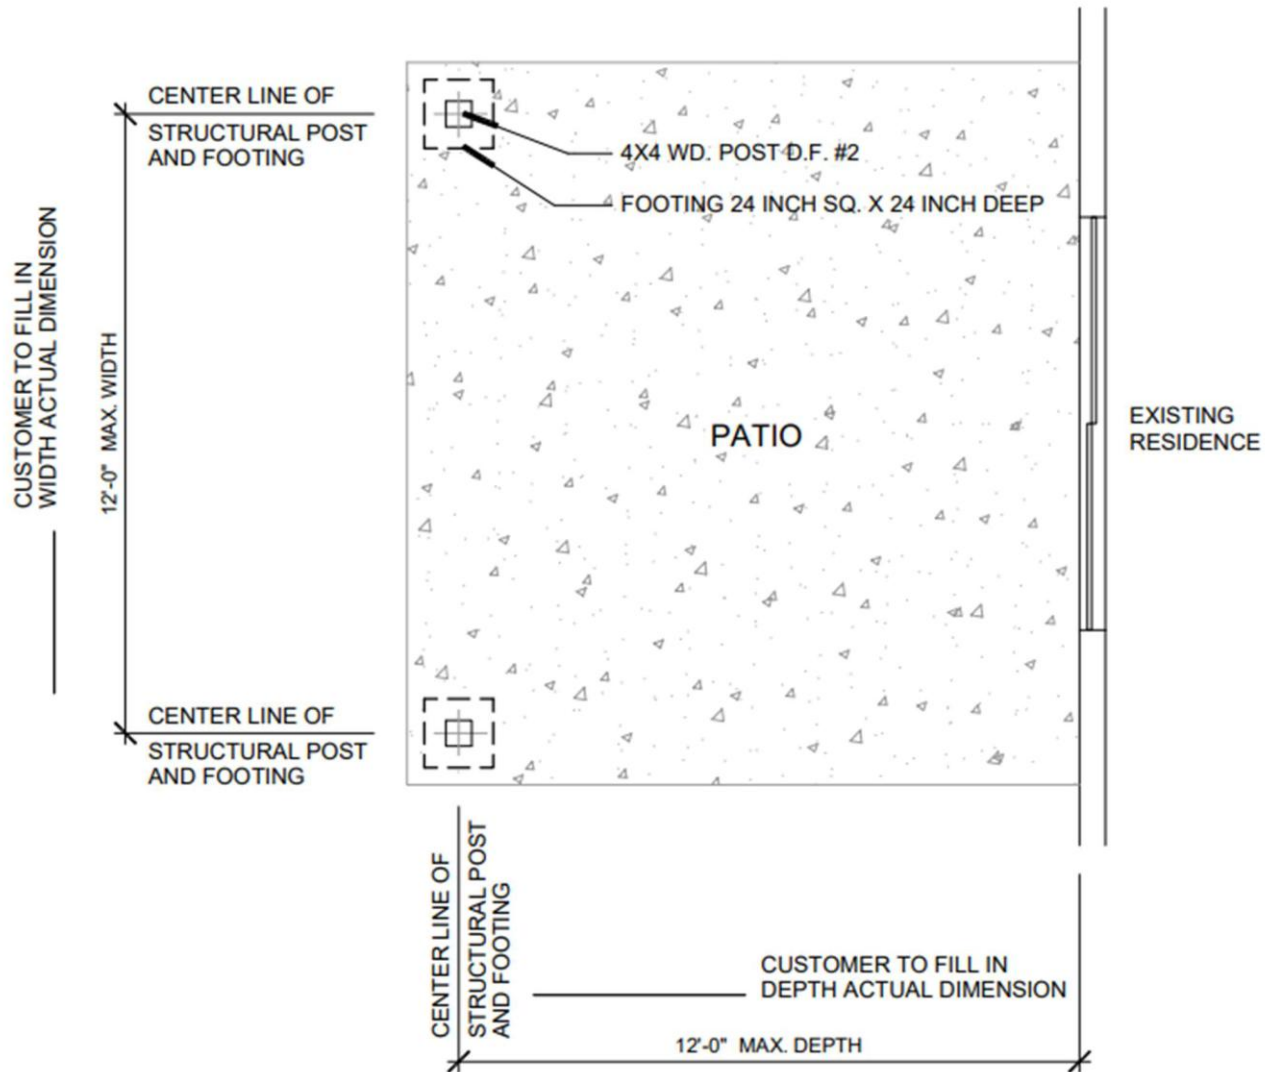 CENTER LINE OF
STRUCTURAL POST
AND FOOTING
4X4 WD. POST D.F. #2
FOOTING 24 INCH SQ. X 24 INCH DEEP
CUSTOMER TO FILL IN
WIDTH ACTUAL DIMENSION
12'-0" MAX. WIDTH
PATIO
EXISTING
RESIDENCE
CENTER LINE OF
STRUCTURAL POST
AND FOOTING
CENTER LINE OF
STRUCTURAL POST
AND FOOTING
CUSTOMER TO FILL IN
DEPTH ACTUAL DIMENSION
12'-0" MAX. DEPTH